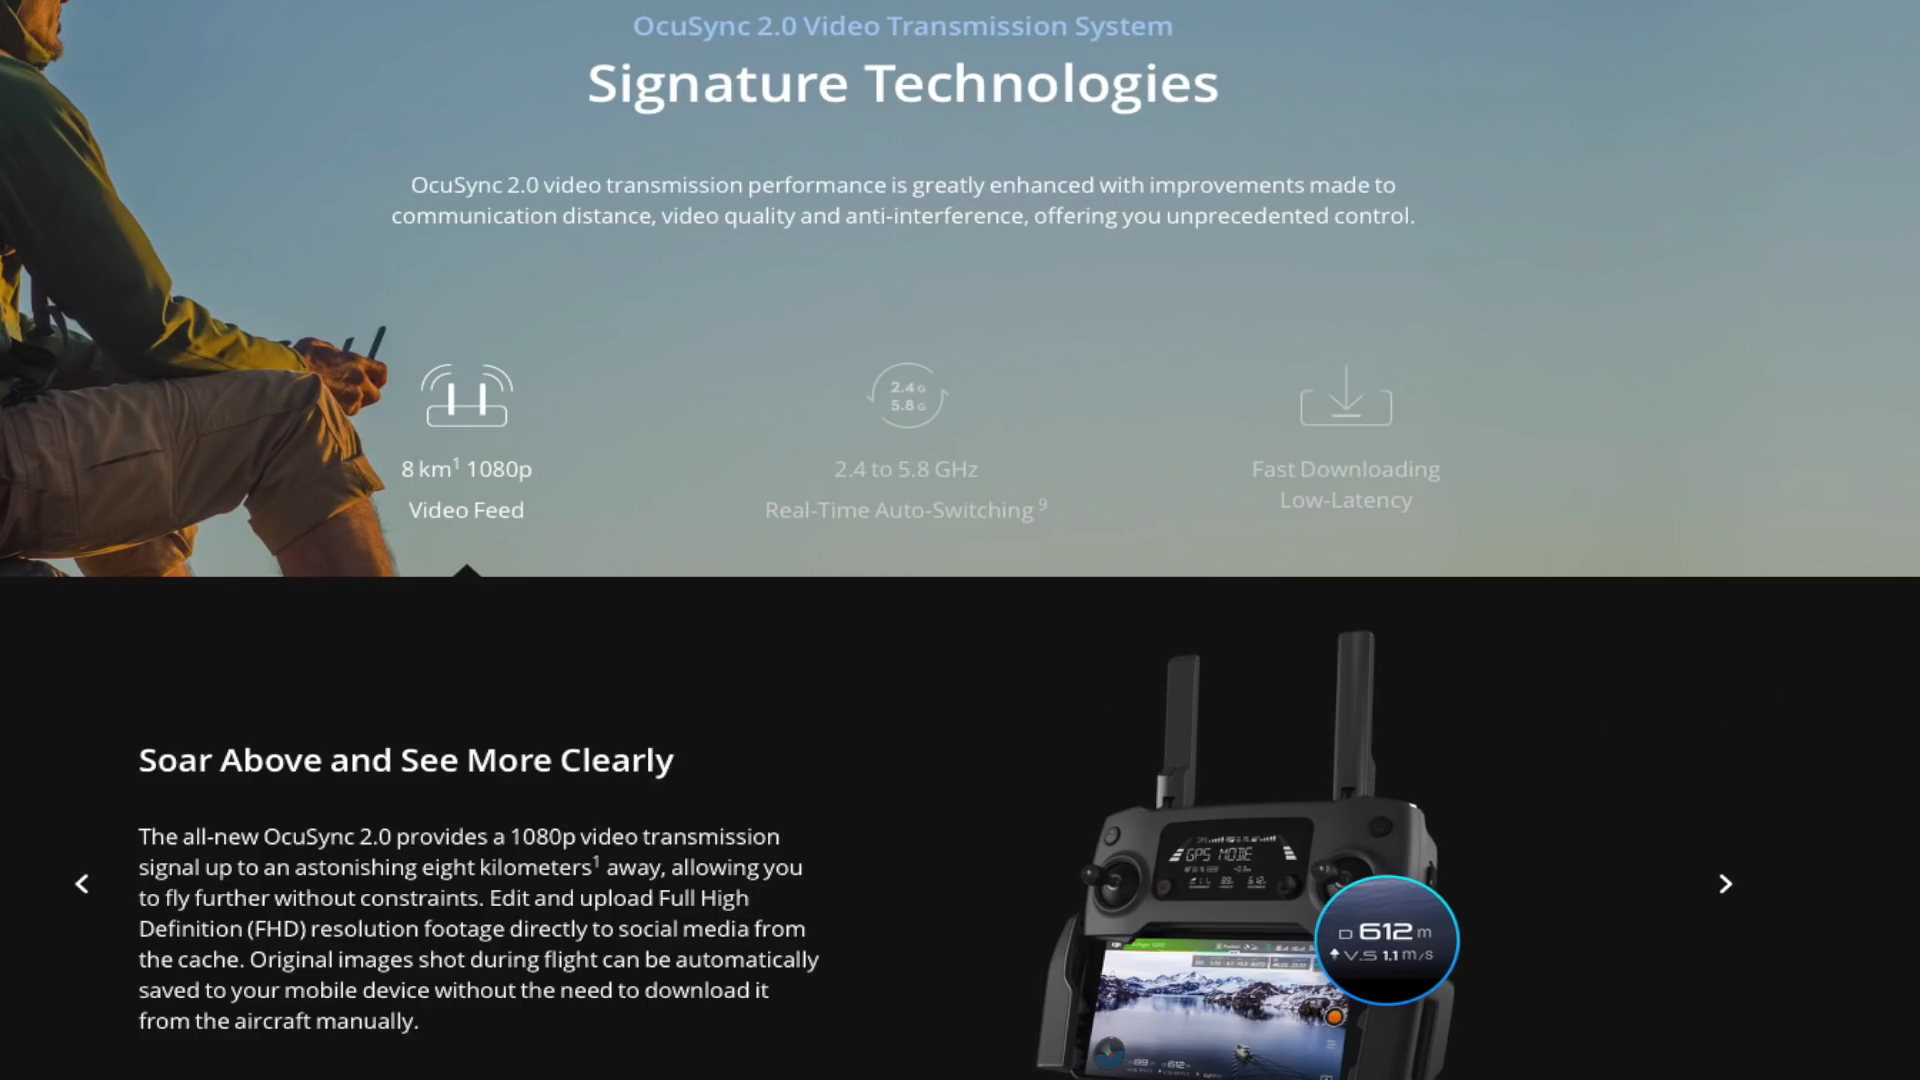 OcuSync 2.0 Video Transmission System
Signature Technologies
OcuSync 2.0 video transmission performance is greatly enhanced with improvements made to
communication distance, video quality and anti-interference, offering you unprecedented control.
2.4 G
5.8 G
8 km¹ 1080p
Video Feed
2.4 to 5.8 GHz
Real-Time Auto-Switching ⁹
Fast Downloading
Low-Latency
Soar Above and See More Clearly
The all-new OcuSync 2.0 provides a 1080p video transmission
signal up to an astonishing eight kilometers¹ away, allowing you
to fly further without constraints. Edit and upload Full High
Definition (FHD) resolution footage directly to social media from
the cache. Original images shot during flight can be automatically
saved to your mobile device without the need to download it
from the aircraft manually.
GPS MODE
D 612 m
V.S 1.1 m/s